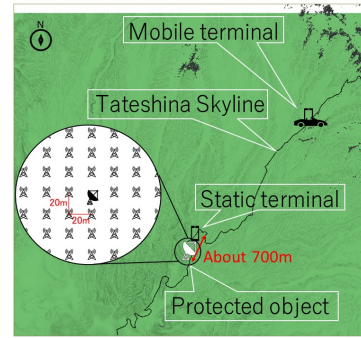 Mobile terminal
Tateshina Skyline
Static terminal
20m
20m
About 700m
Protected object